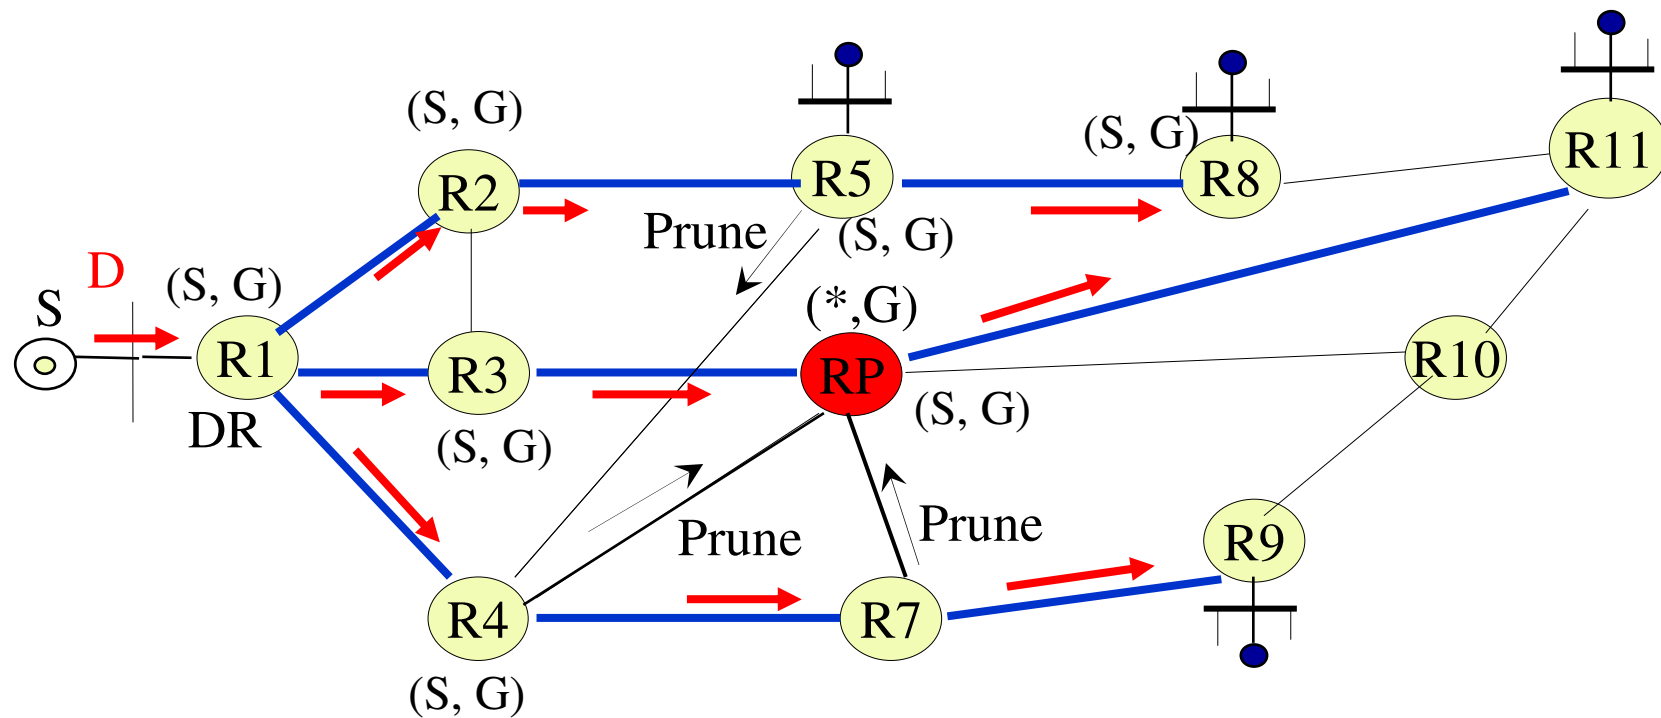 (S, G)
R2
R5
(S, G)
R8
R11
Prune
(S, G)
D
(S, G)
S
R1
DR
R3
(S, G)
(*,G)
RP
(S, G)
R10
Prune
Prune
R9
R4
(S, G)
R7